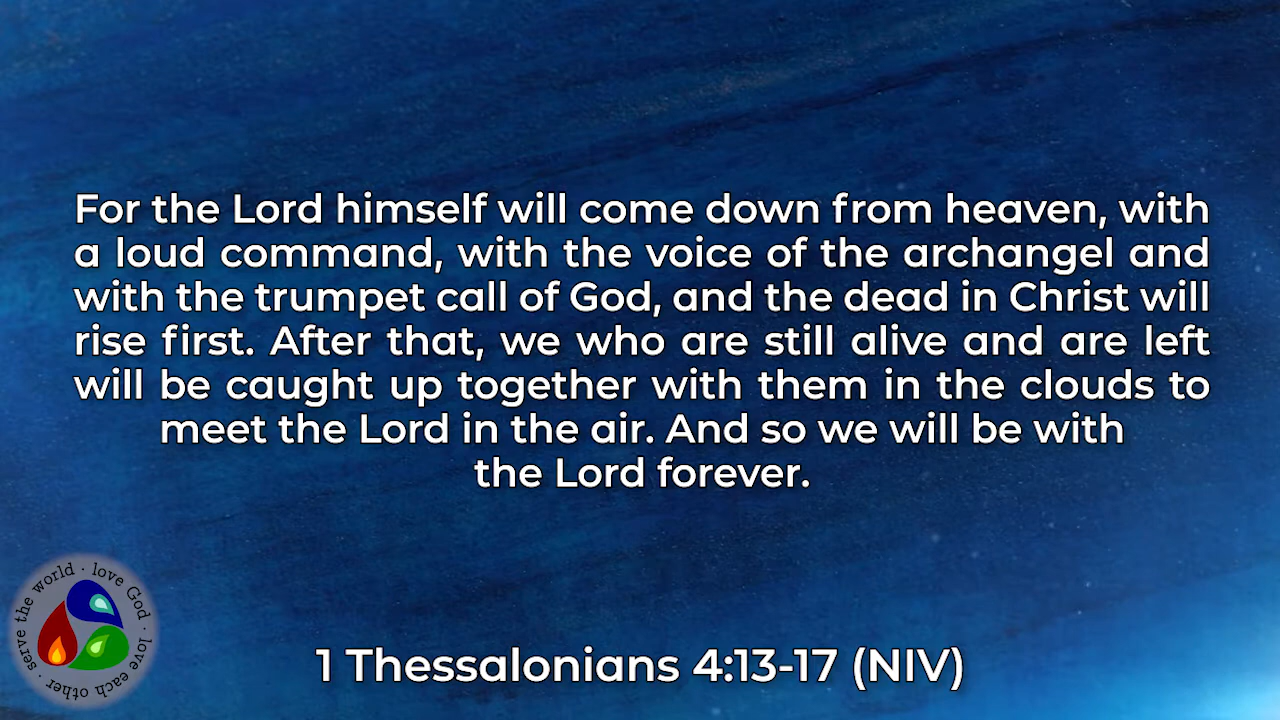 For the Lord himself will come down from heaven, with
a loud command, with the voice of the archangel and
with the trumpet call of God, and the dead in Christ will
rise first. After that, we who are still alive and are left
will be caught up together with them in the clouds to
meet the Lord in the air. And so we will be with
the Lord forever.
serve the world · love God · love each other ·
1 Thessalonians 4:13-17 (NIV)